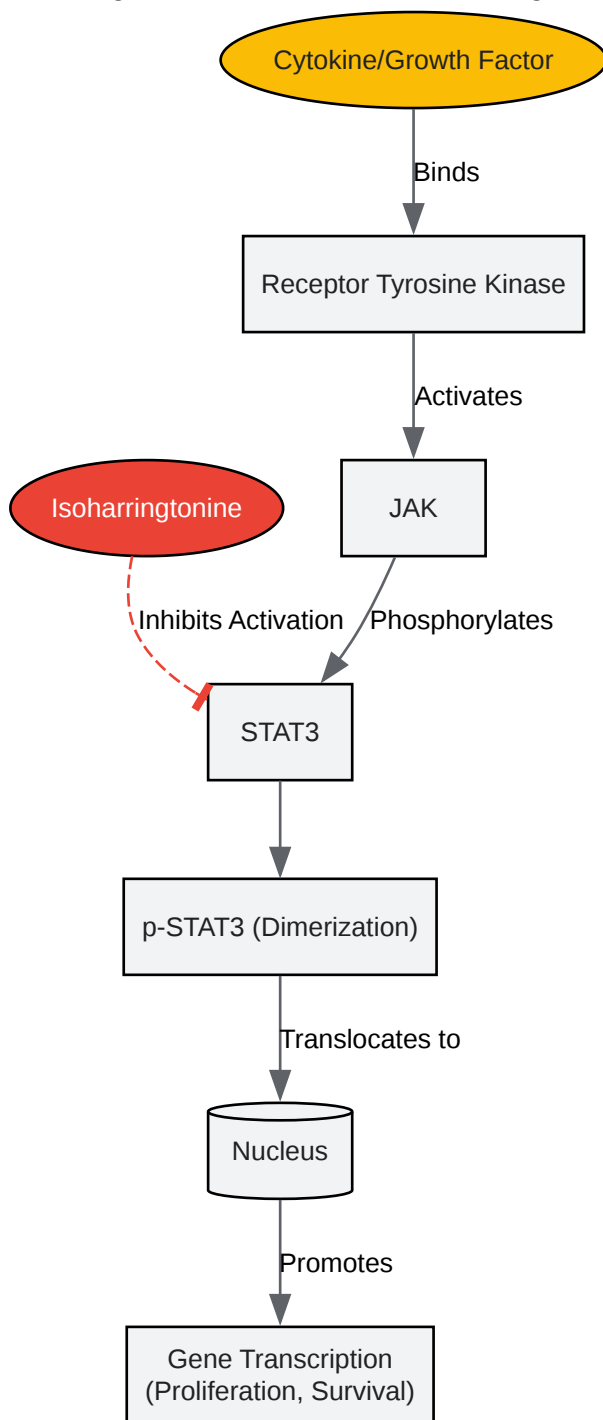 Cytokine/Growth Factor
Binds
Receptor Tyrosine Kinase
Activates
Isoharringtonine
JAK
Inhibits Activation
Phosphorylates
STAT3
p-STAT3 (Dimerization)
Translocates to
Nucleus
Promotes
Gene Transcription
(Proliferation, Survival)